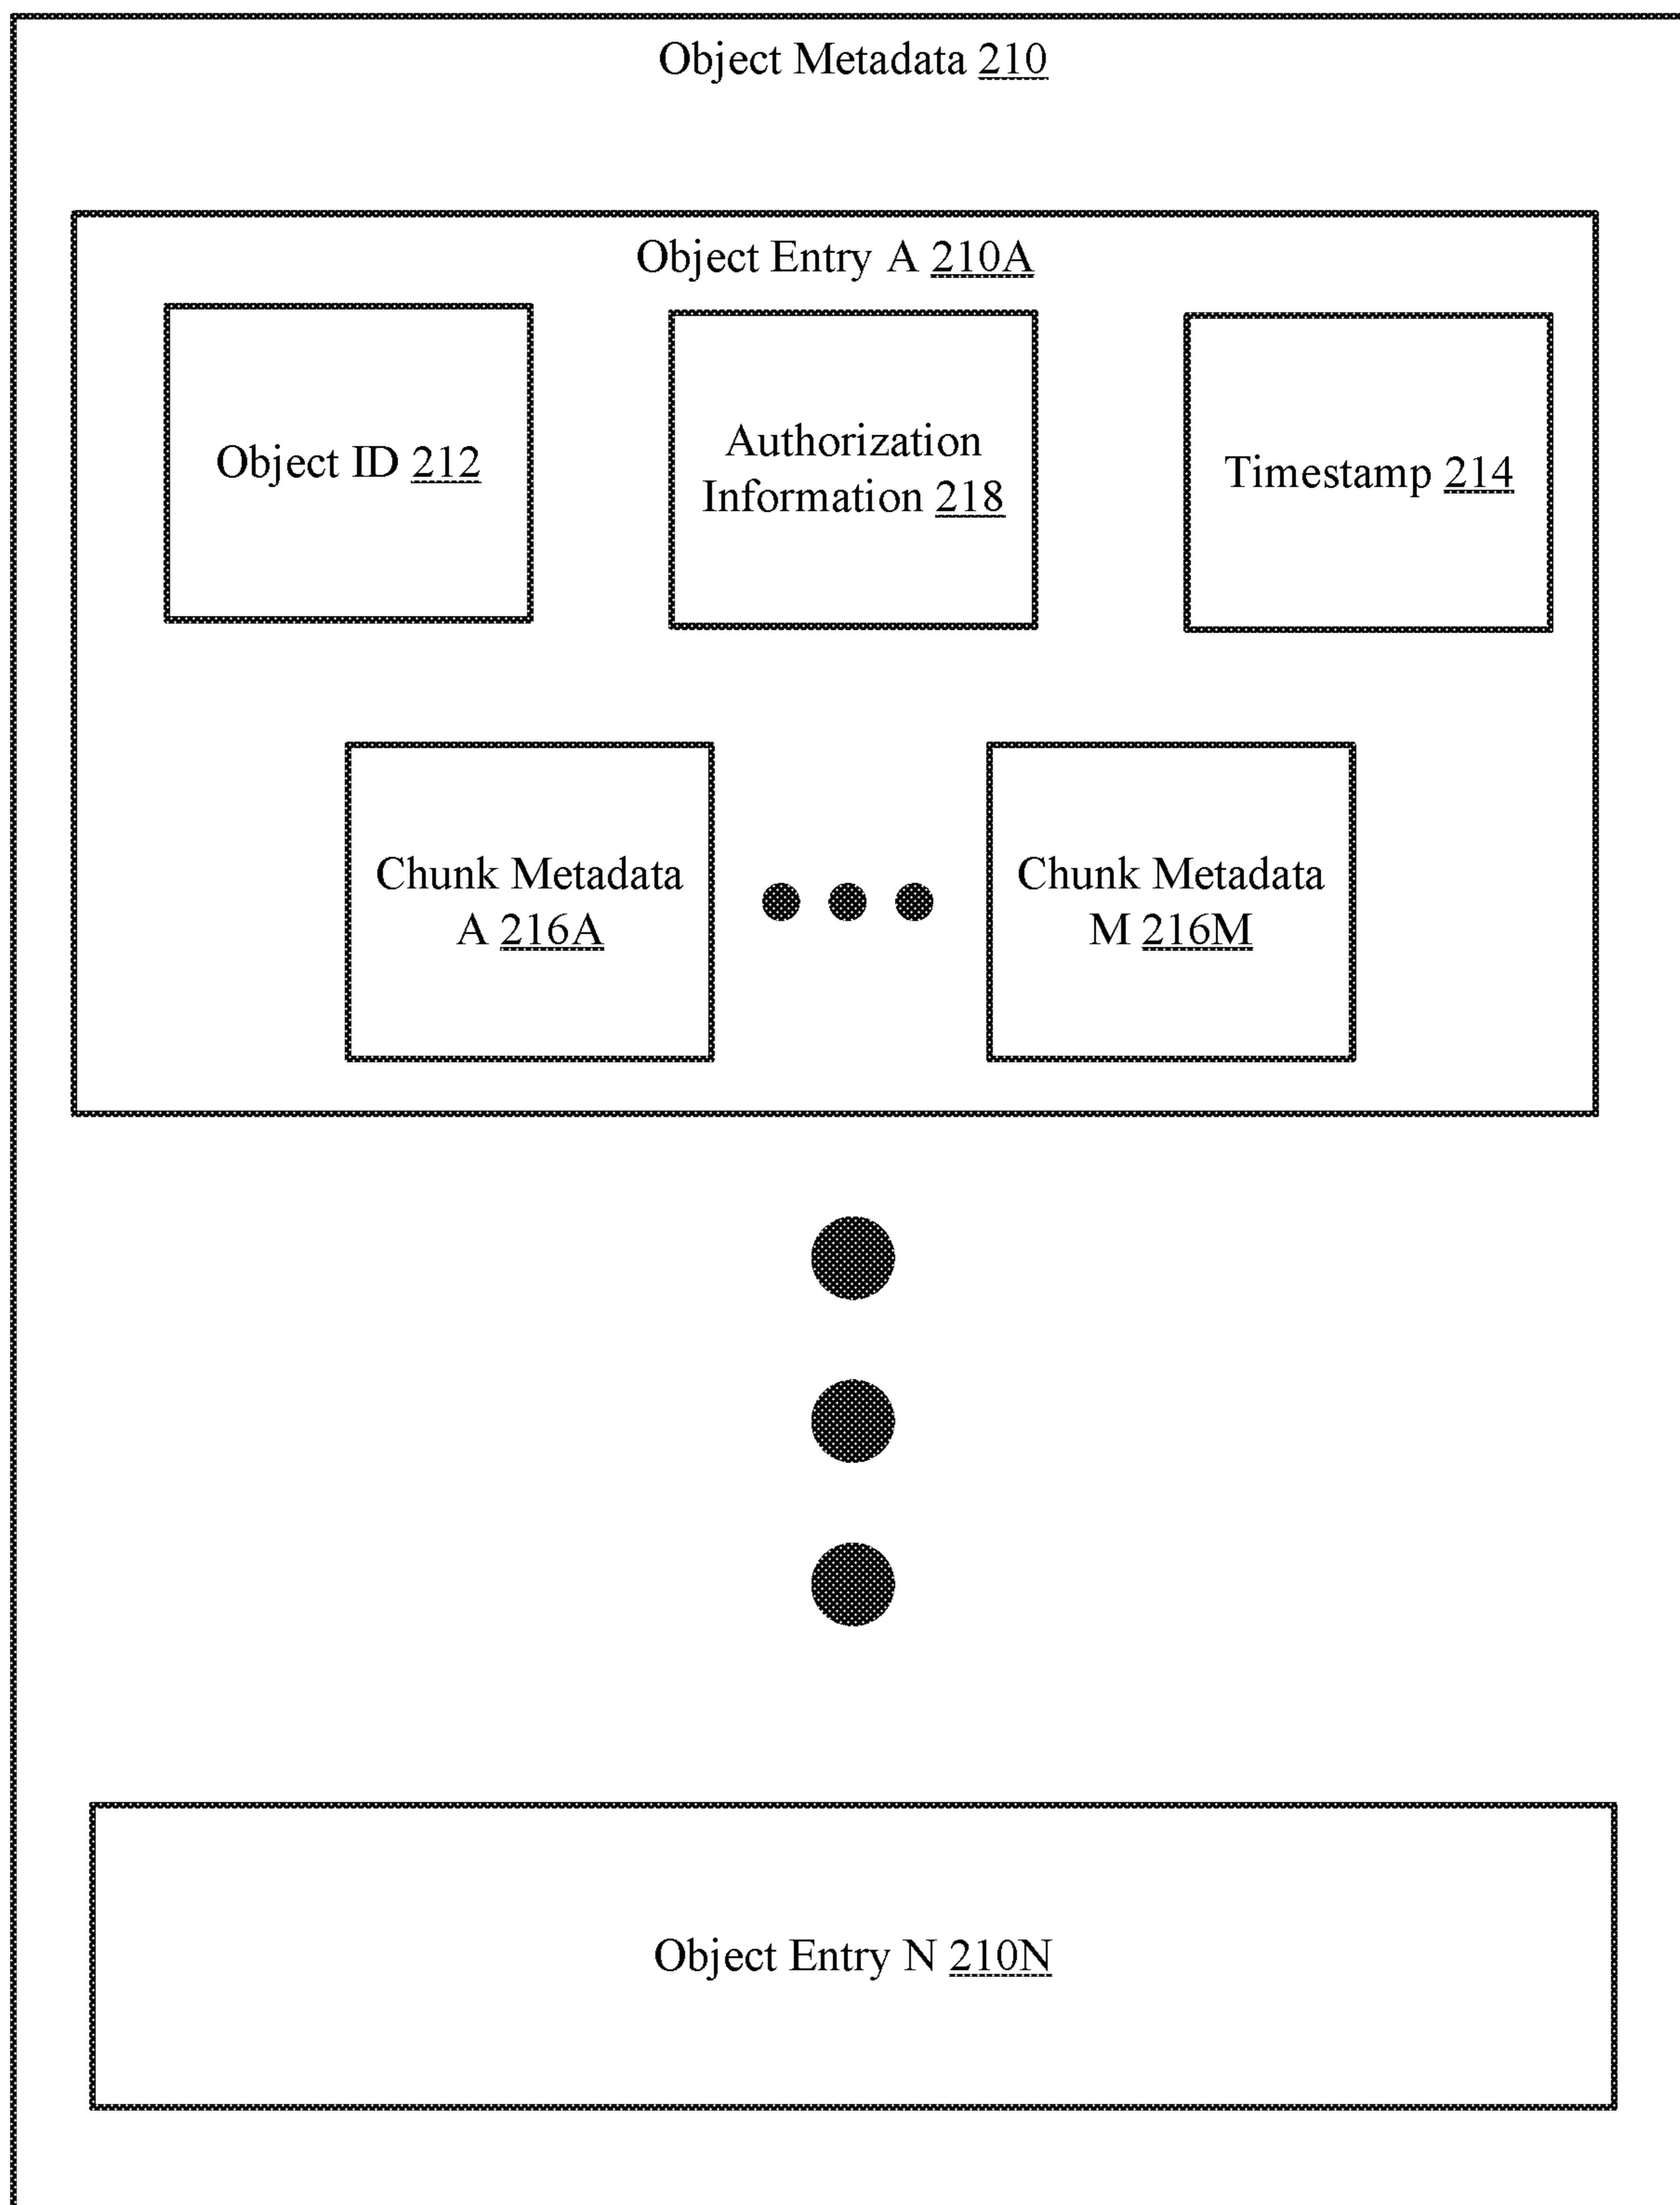 Object Metadata 210
Object Entry A 210A
Object ID 212
Authorization
Information 218
Timestamp 214
Chunk Metadata
A 216A
Chunk Metadata
M 216M
Object Entry N 210N